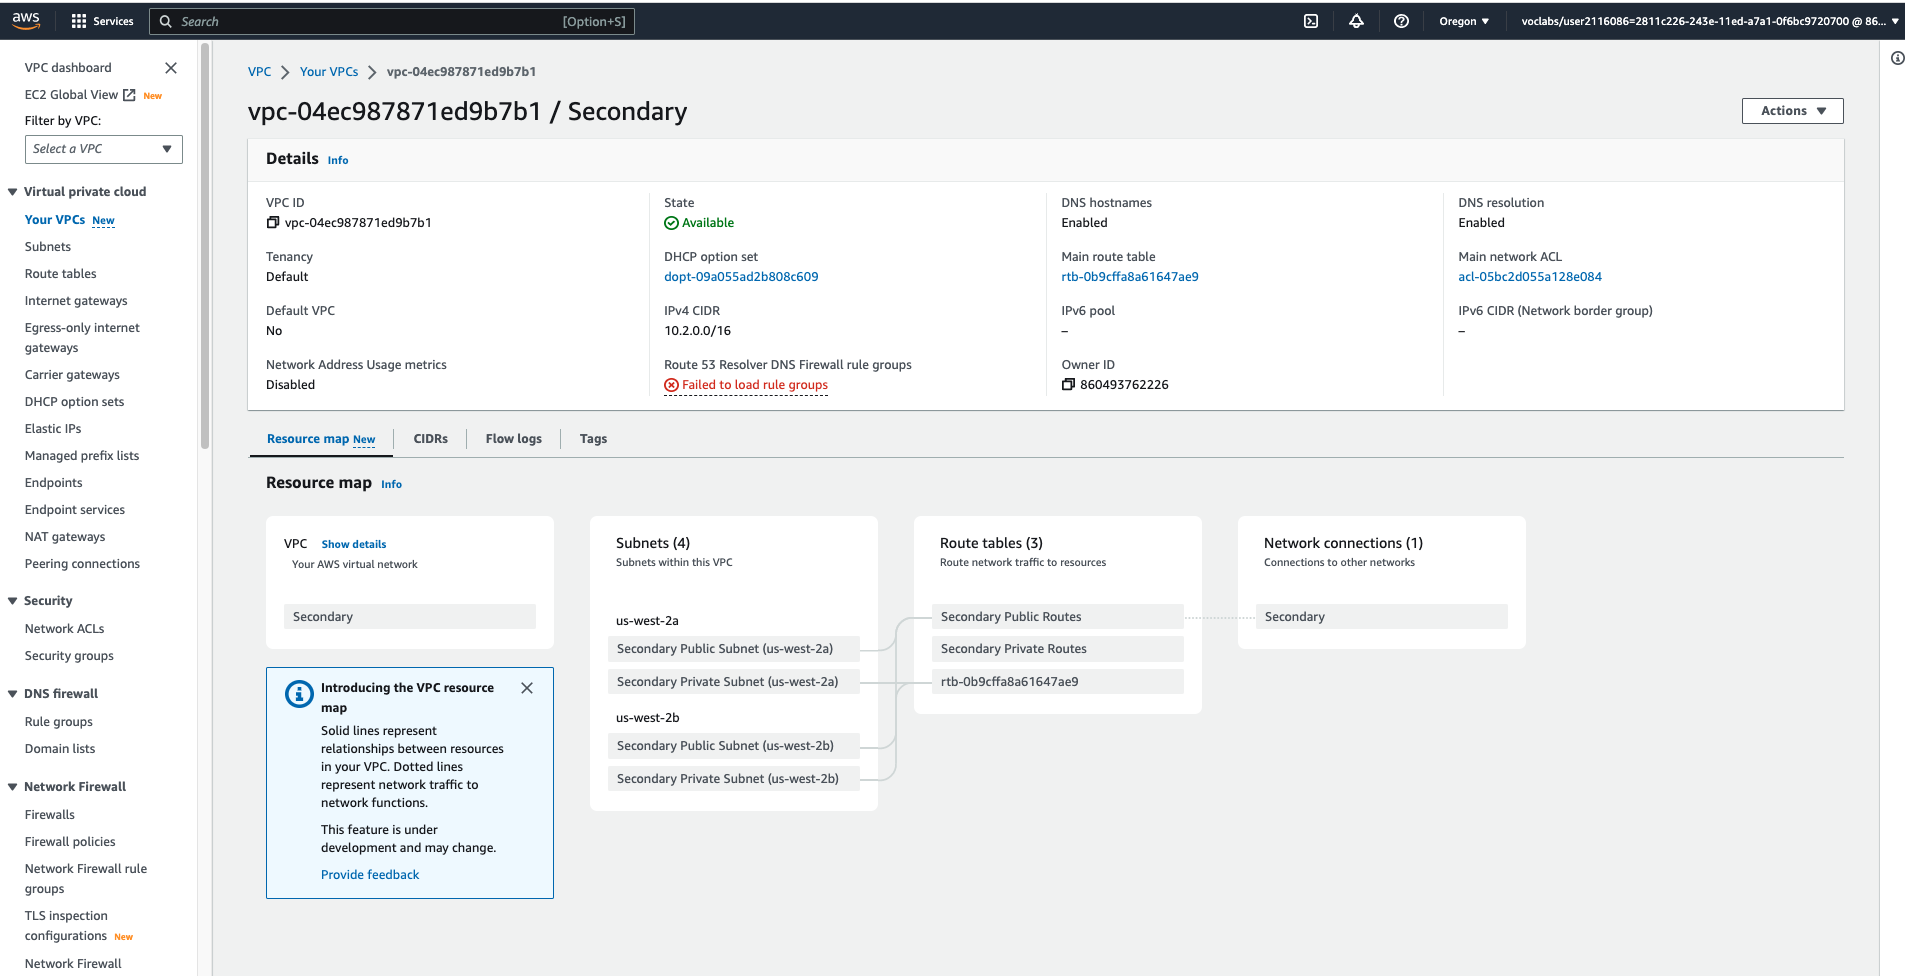 aws
Services
Search
[Option+S]
Oregon
voclabs/user2116086=2811c226-243e-11ed-a7a1-0f6bc9720700 @ 86...
VPC dashboard
EC2 Global View New
Filter by VPC:
Select a VPC
Virtual private cloud
Your VPCs New
Subnets
Route tables
Internet gateways
Egress-only internet
gateways
Carrier gateways
DHCP option sets
Elastic IPs
Managed prefix lists
Endpoints
Endpoint services
NAT gateways
Peering connections
Security
Network ACLs
Security groups
DNS firewall
Rule groups
Domain lists
Network Firewall
Firewalls
Firewall policies
Network Firewall rule
groups
TLS inspection
configurations New
Network Firewall
VPC
Your VPCs
vpc-04ec987871ed9b7b1
vpc-04ec987871ed9b7b1 / Secondary
Actions
Details Info
VPC ID
vpc-04ec987871ed9b7b1
State
Available
DNS hostnames
Enabled
DNS resolution
Enabled
Tenancy
Default
DHCP option set
dopt-09a055ad2b808c609
Main route table
rtb-0b9cffa8a61647ae9
Main network ACL
acl-05bc2d055a128e084
Default VPC
No
IPv4 CIDR
10.2.0.0/16
IPv6 pool
–
IPv6 CIDR (Network border group)
–
Network Address Usage metrics
Disabled
Route 53 Resolver DNS Firewall rule groups
Failed to load rule groups
Owner ID
860493762226
Resource map New
CIDRs
Flow logs
Tags
Resource map Info
VPC Show details
Your AWS virtual network
Secondary
Introducing the VPC resource
map
Solid lines represent
relationships between resources
in your VPC. Dotted lines
represent network traffic to
network functions.
This feature is under
development and may change.
Provide feedback
Subnets (4)
Subnets within this VPC
us-west-2a
Secondary Public Subnet (us-west-2a)
Secondary Private Subnet (us-west-2a)
us-west-2b
Secondary Public Subnet (us-west-2b)
Secondary Private Subnet (us-west-2b)
Route tables (3)
Route network traffic to resources
Secondary Public Routes
Secondary Private Routes
rtb-0b9cffa8a61647ae9
Network connections (1)
Connections to other networks
Secondary